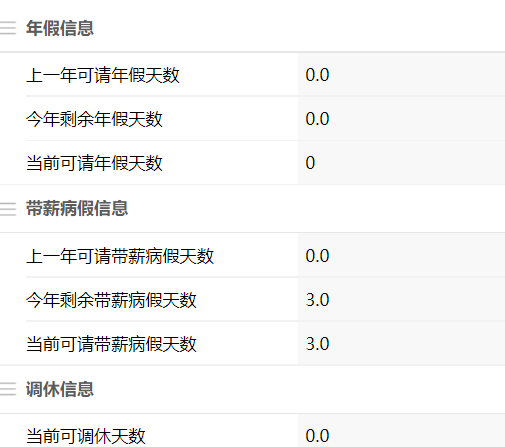 年假信息
上一年可请年假天数 0.0
今年剩余年假天数 0.0
当前可请年假天数 0
带薪病假信息
上一年可请带薪病假天数 0.0
今年剩余带薪病假天数 3.0
当前可请带薪病假天数 3.0
调休信息
当前可调休天数 0.0